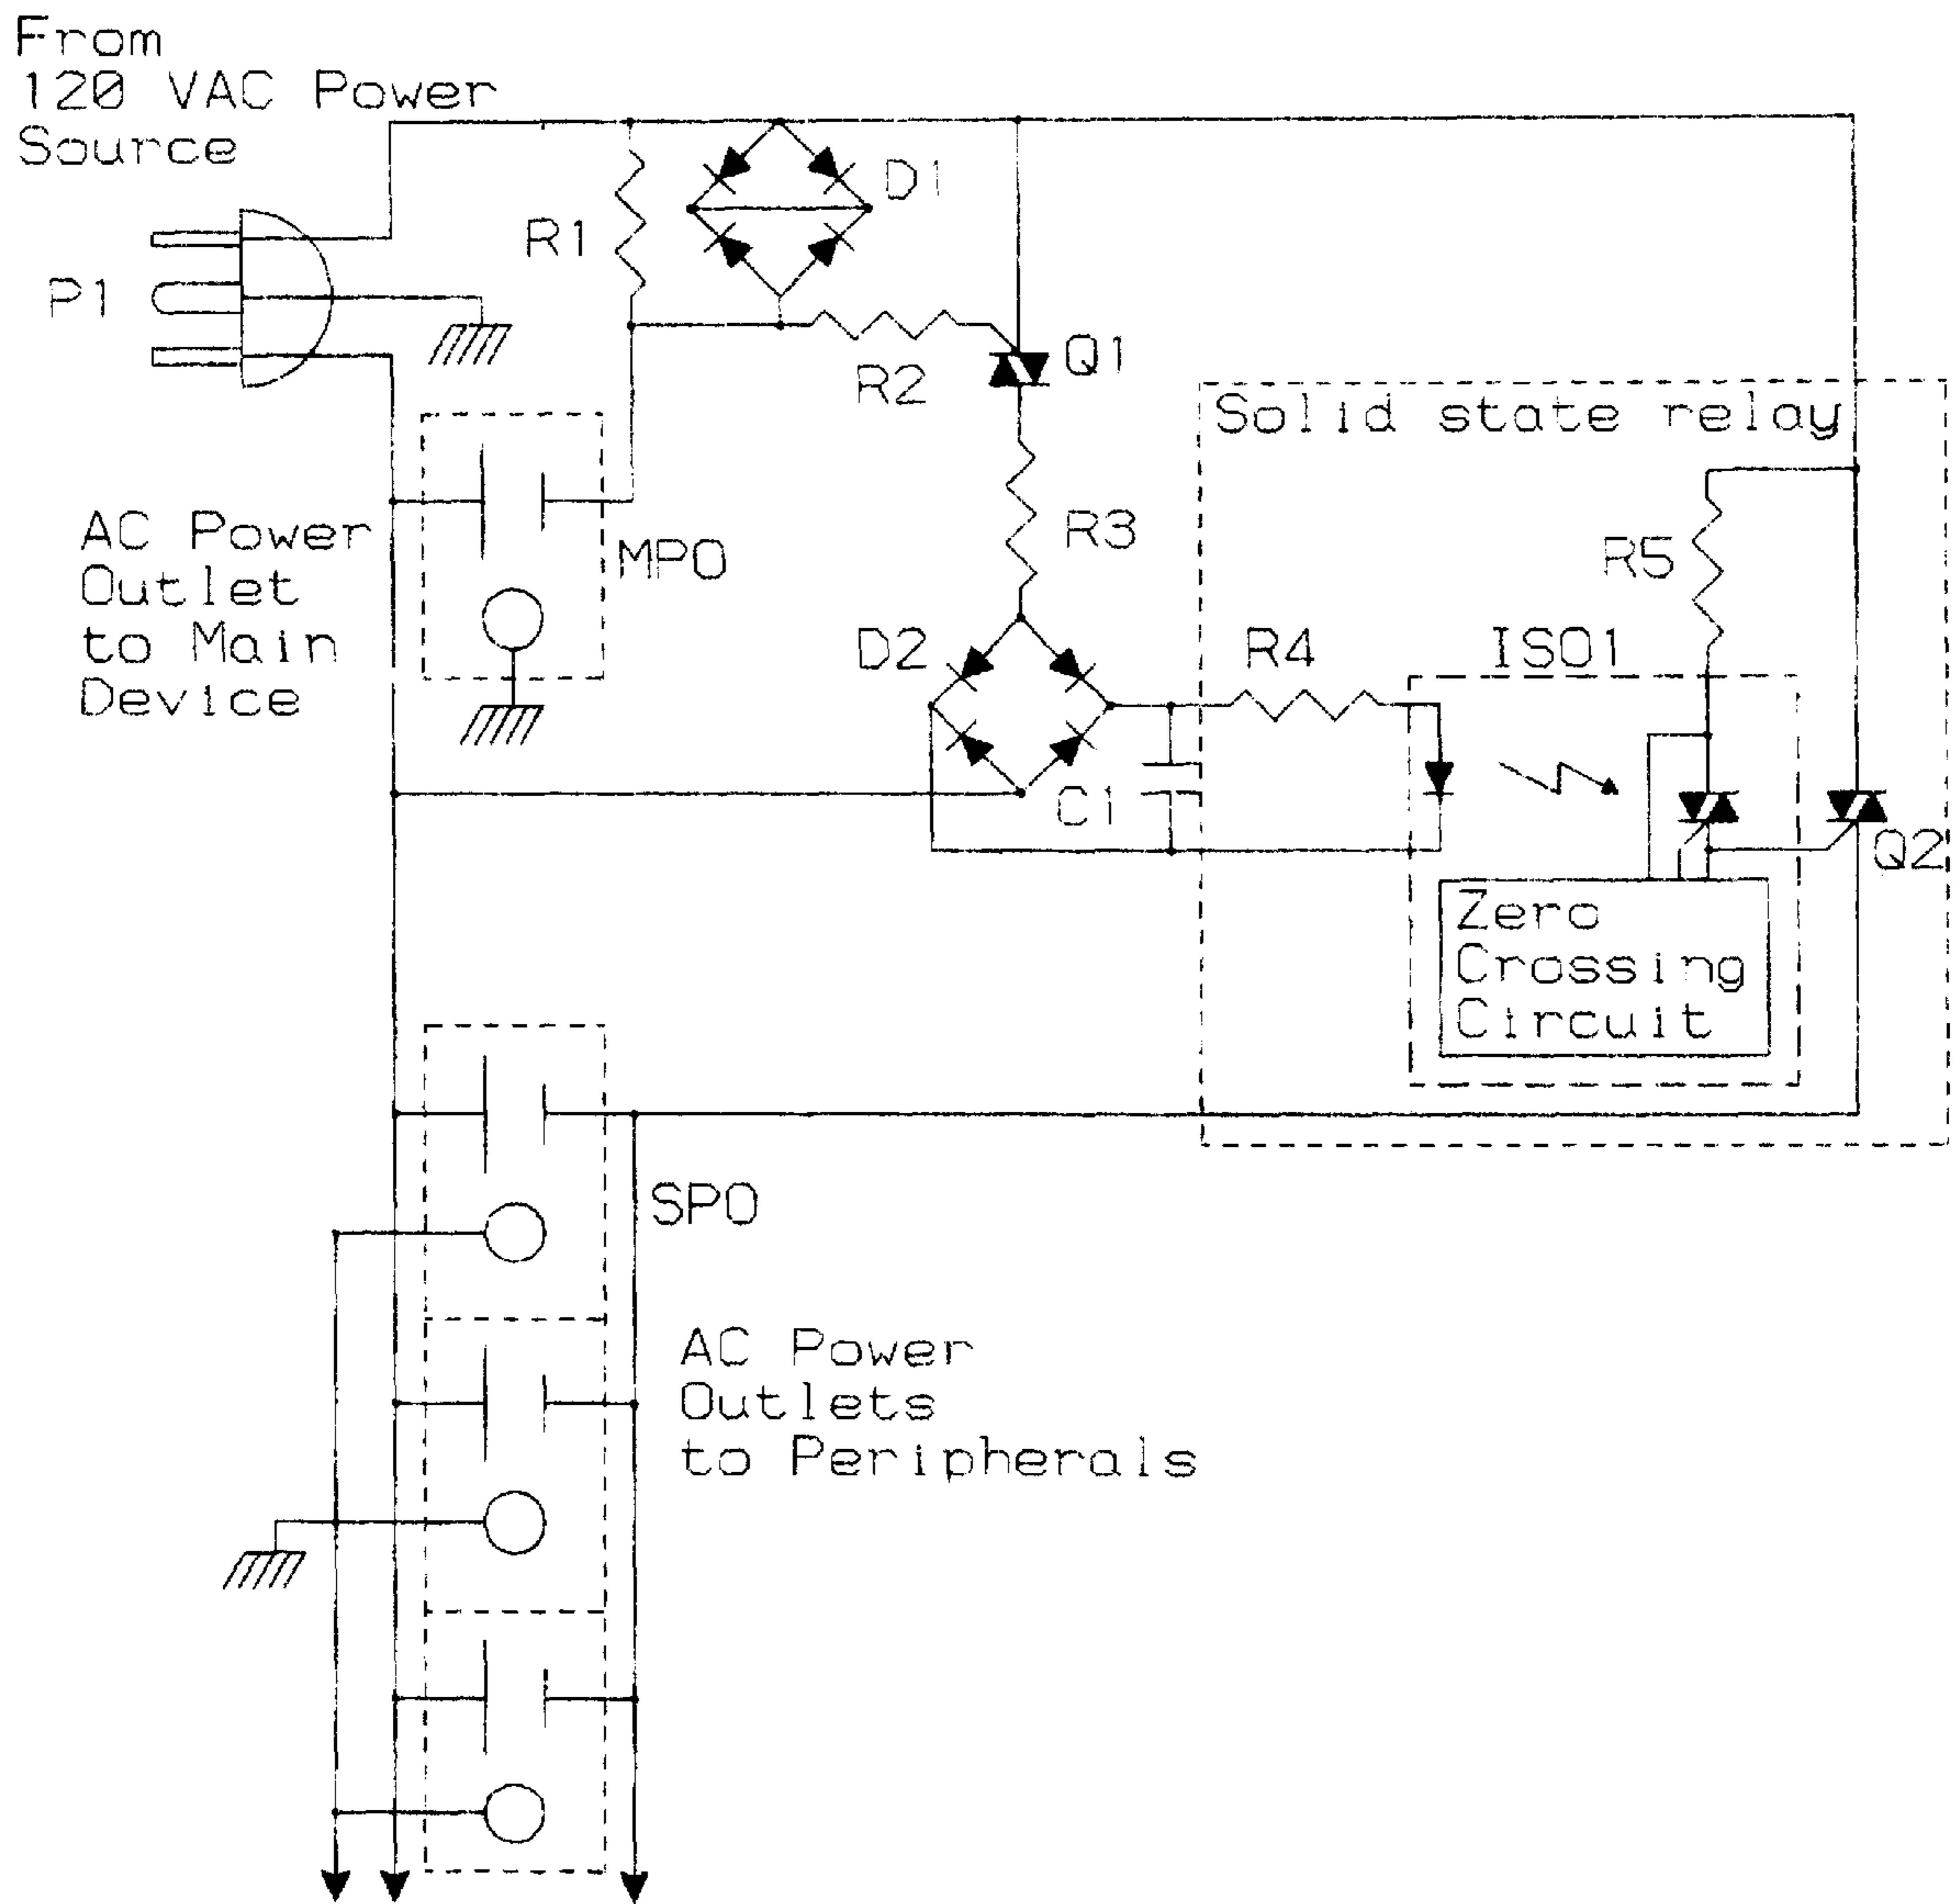 From
120 VAC Power
Source
D1
R1
P1
R2
Q1
Solid state relay
AC Power
Outlet
to Main
Device
MPO
R3
R5
D2
R4
ISO1
C1
Q2
Zero
Crossing
Circuit
SPO
AC Power
Outlets
to Peripherals